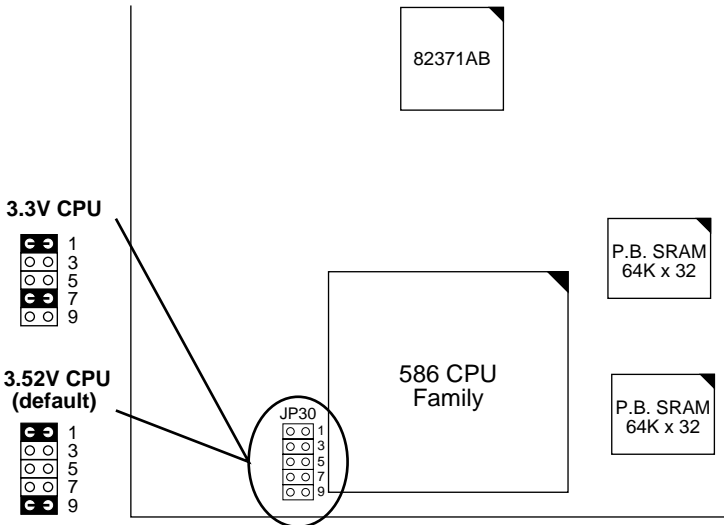 82371AB
3.3V CPU
1
3
5
7
9
P.B. SRAM
64K x 32
586 CPU
Family
3.52V CPU
(default)
1
3
5
7
9
JP30
1
3
5
7
9
P.B. SRAM
64K x 32